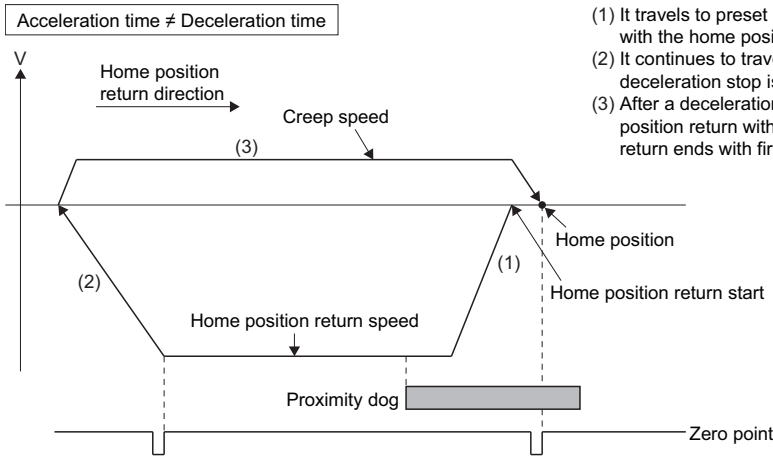 Acceleration time ≠ Deceleration time
(1) It travels to preset
with the home posi
(2) It continues to trave
deceleration stop is
(3) After a deceleration
position return with
return ends with fir
V
Home position
return direction
Creep speed
(3)
Home position
(1)
(2)
Home position return start
Home position return speed
Proximity dog
Zero point